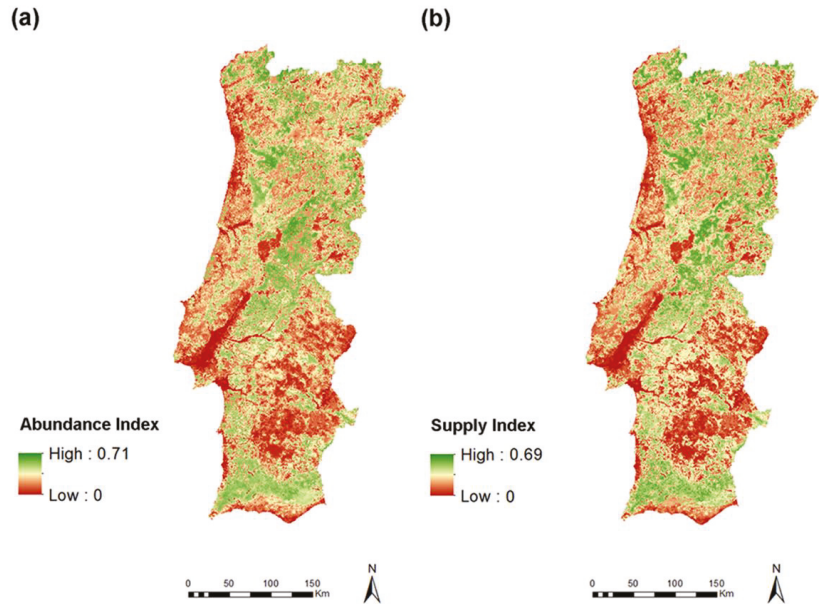 (a)
(b)
Abundance Index
High : 0.71
Low : 0
Supply Index
High : 0.69
Low : 0
0 50 100 150
Km
N
0 50 100 150
Km
N